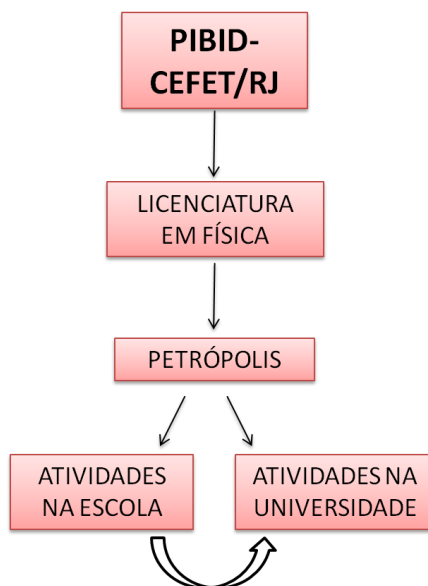 PIBID-
CEFET/RJ
LICENCIATURA
EM FÍSICA
PETRÓPOLIS
ATIVIDADES
NA ESCOLA
ATIVIDADES NA
UNIVERSIDADE